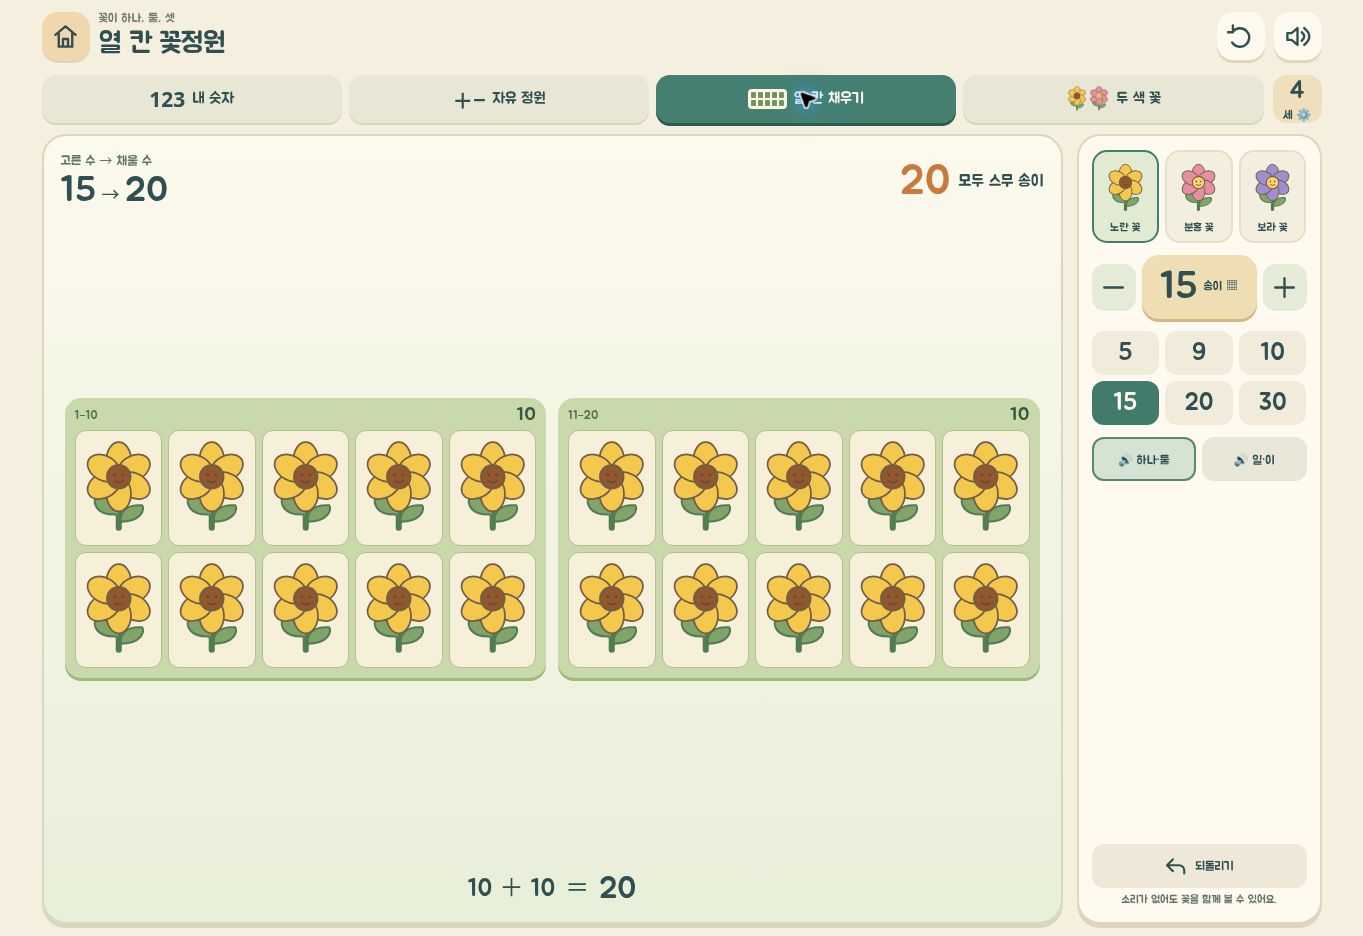 꽃이 하나, 둘, 셋
열 칸 꽃정원
123 내 숫자
+− 자유 정원
열 칸 채우기
두 색 꽃
4
세 ⚙️
고른 수 → 채울 수
15 → 20
20 모두 스무 송이
1–10
10
11–20
10
10 + 10 = 20
노란 꽃
분홍 꽃
보라 꽃
− 15 송이 +
5 9 10
15 20 30
하나·둘
일·이
되돌리기
소리가 없어도 꽃을 함께 볼 수 있어요.